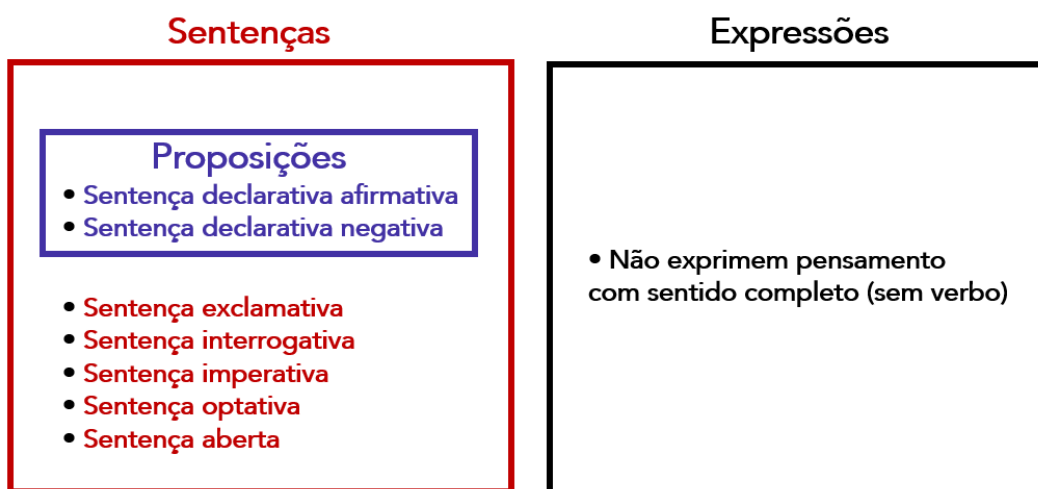 Sentenças
Proposições
• Sentença declarativa afirmativa
• Sentença declarativa negativa
• Sentença exclamativa
• Sentença interrogativa
• Sentença imperativa
• Sentença optativa
• Sentença aberta
Expressões
• Não exprimem pensamento
com sentido completo (sem verbo)